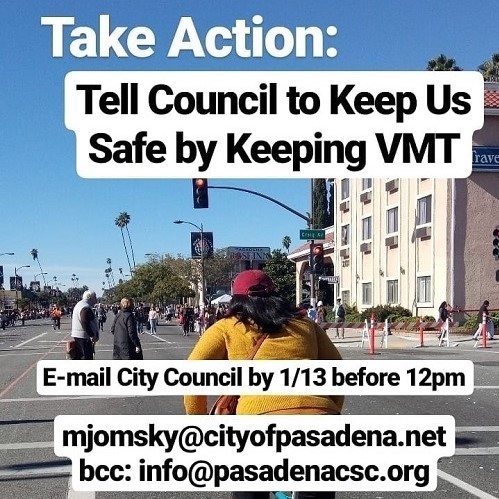 Take Action:
Tell Council to Keep Us
Safe by Keeping VMT
E-mail City Council by 1/13 before 12pm
mjomsky@cityofpasadena.net
bcc: info@pasadenacsc.org